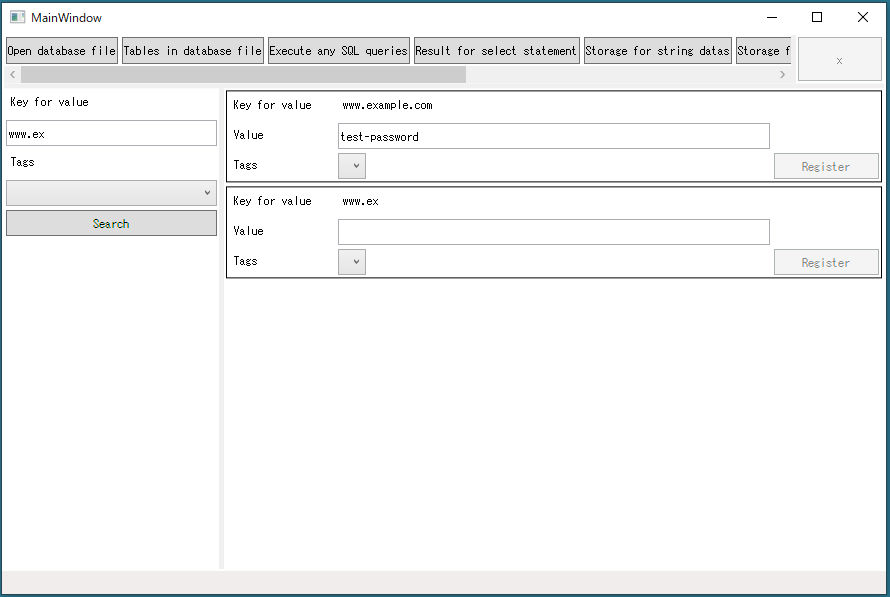 MainWindow
Open database file Tables in database file Execute any SQL queries Result for select statement Storage for string datas Storage f
x
Key for value
www.ex
Tags
Search
Key for value www.example.com
Value test-password
Tags
Register
Key for value www.ex
Value
Tags
Register